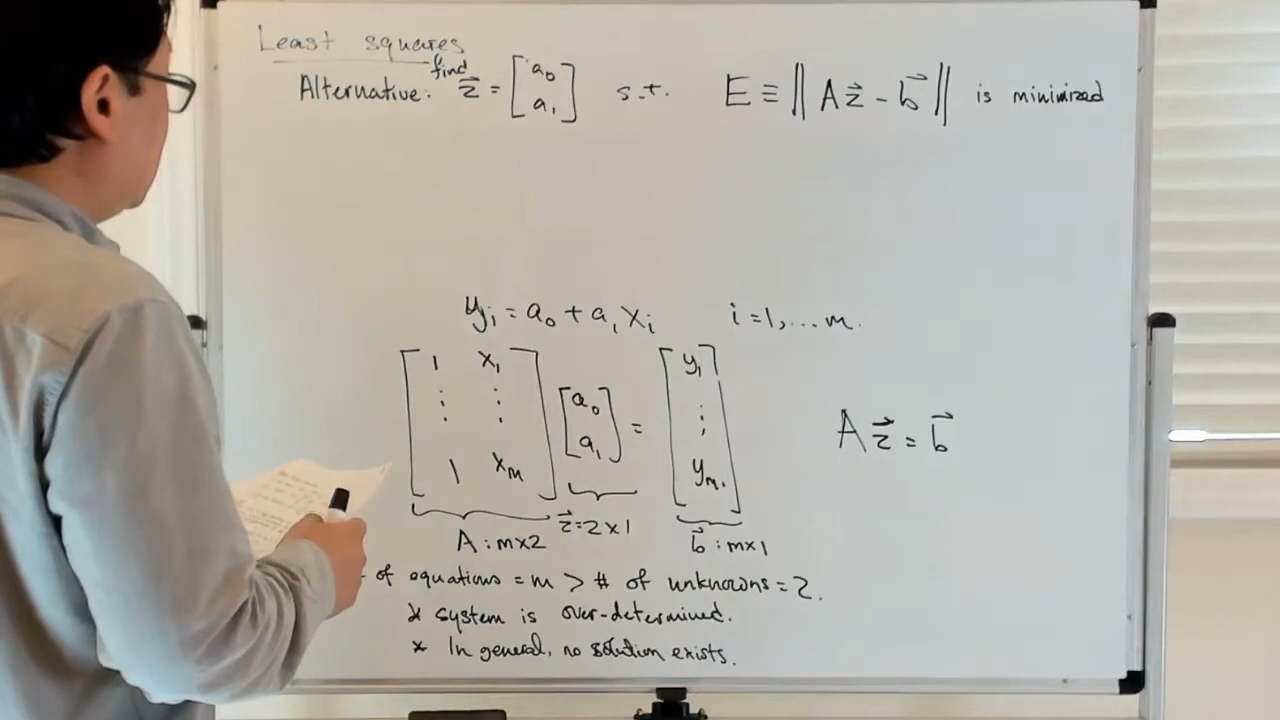 Least squares
Alternative: find z⃗ = [a₀ a₁] s.t. E ≡ ‖Az⃗ - b⃗‖ is minimized
yᵢ = a₀ + a₁xᵢ i=1,...m.
[1 x₁ ⋮ ⋮ 1 xₘ] [a₀ a₁] = [y₁ ⋮ yₘ.] Az⃗ = b⃗
A : m×2 z⃗=2×1 b⃗ : m×1
of equations = m > # of unknowns = 2.
* system is over-determined.
* In general, no solution exists.